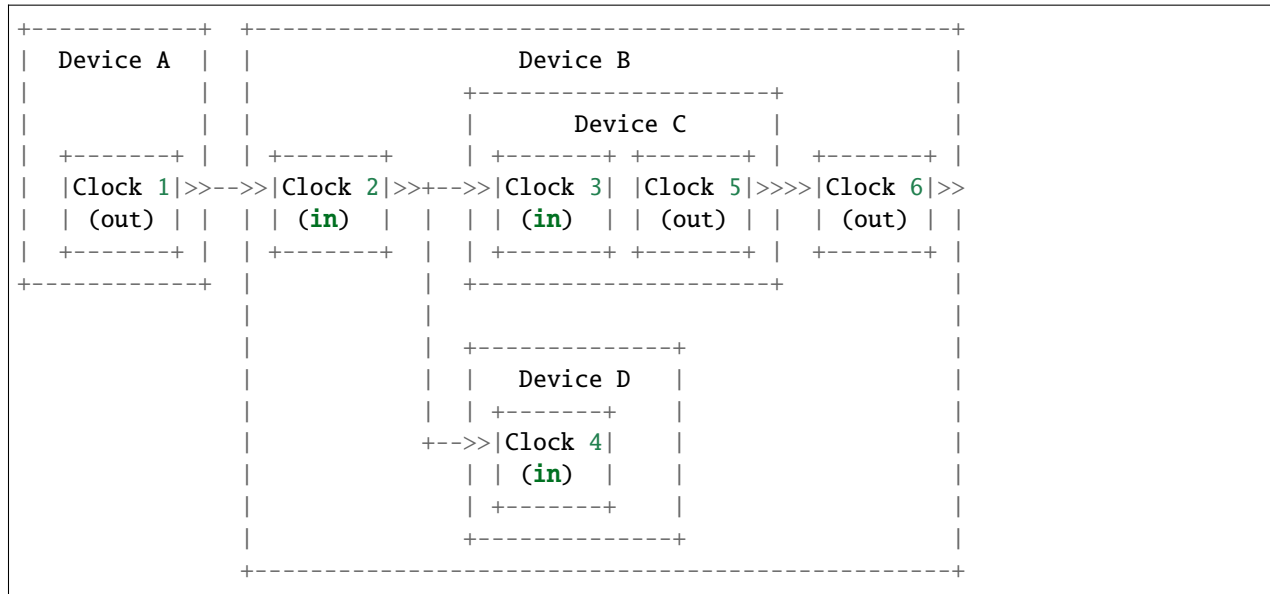 +------------+  +-----------------------------------------------+
|  Device A  |  |                  Device B                     |
|            |  |              +---------------------+          |
|            |  |              |       Device C      |          |
|  +-------+ |  | +-------+    | +-------+ +-------+ |  +-------+ |
|  |Clock 1|>>-->>|Clock 2|>>+-->>|Clock 3| |Clock 5|>>>>|Clock 6|>>
|  | (out) | |  | | (in)  |  | | | (in)  | | (out) | |  | (out) | |
|  +-------+ |  | +-------+  | | +-------+ +-------+ |  +-------+ |
+------------+  |            | +---------------------+          |
                |            |                                  |
                |            |  +--------------+                |
                |            |  |   Device D   |                |
                |            |  | +-------+    |                |
                |            +-->>|Clock 4|    |                |
                |               | | (in)  |    |                |
                |               | +-------+    |                |
                |               +--------------+                |
                +-----------------------------------------------+